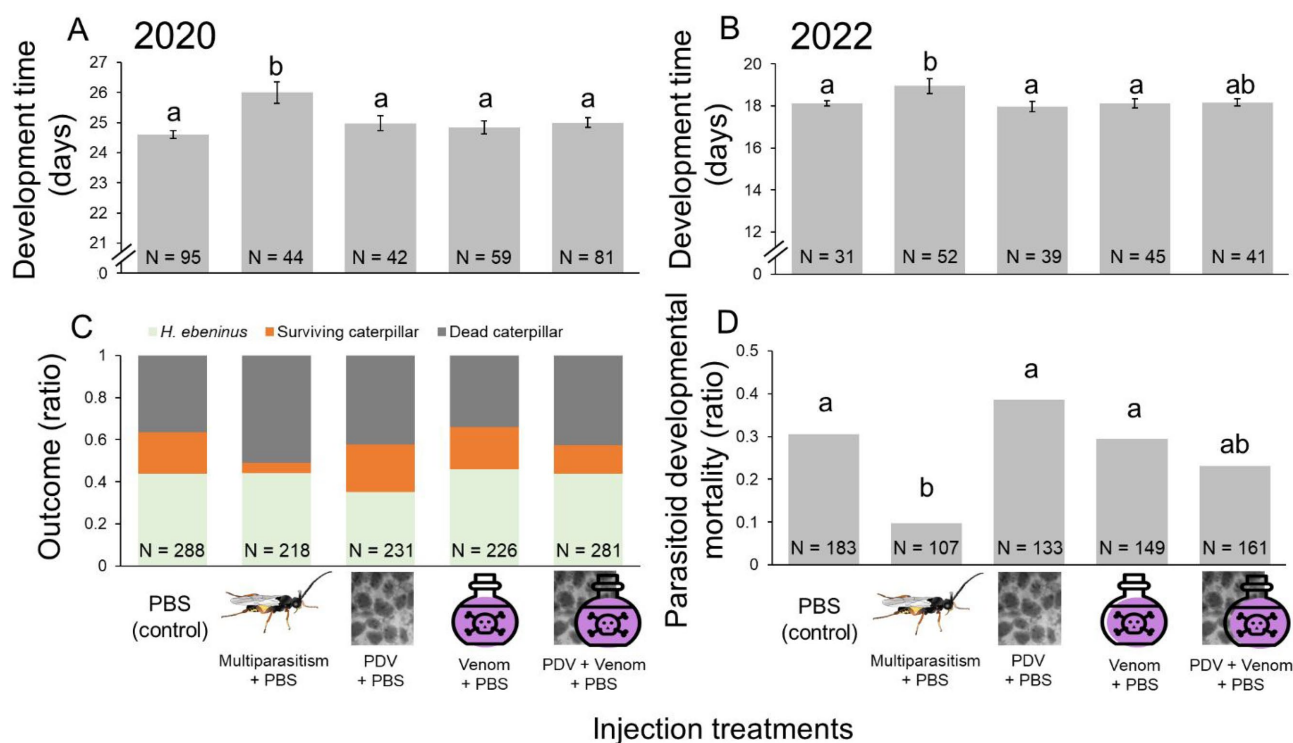 A 2020
Development time
(days)
27
26
25
24
23
22
21
0
a
b
a
a
a
N = 95
N = 44
N = 42
N = 59
N = 81
B 2022
Development time
(days)
20
18
16
14
12
0
a
b
a
a
ab
N = 31
N = 52
N = 39
N = 45
N = 41
C
H. ebeninus
Surviving caterpillar
Dead caterpillar
Outcome (ratio)
1
0.8
0.6
0.4
0.2
0
N = 288
N = 218
N = 231
N = 226
N = 281
PBS
(control)
Multiparasitism
+ PBS
PDV
+ PBS
Venom
+ PBS
PDV + Venom
+ PBS
D
Parasitoid developmental
mortality (ratio)
0.5
0.4
0.3
0.2
0.1
0
a
b
a
a
ab
N = 183
N = 107
N = 133
N = 149
N = 161
PBS
(control)
Multiparasitism
+ PBS
PDV
+ PBS
Venom
+ PBS
PDV + Venom
+ PBS
Injection treatments